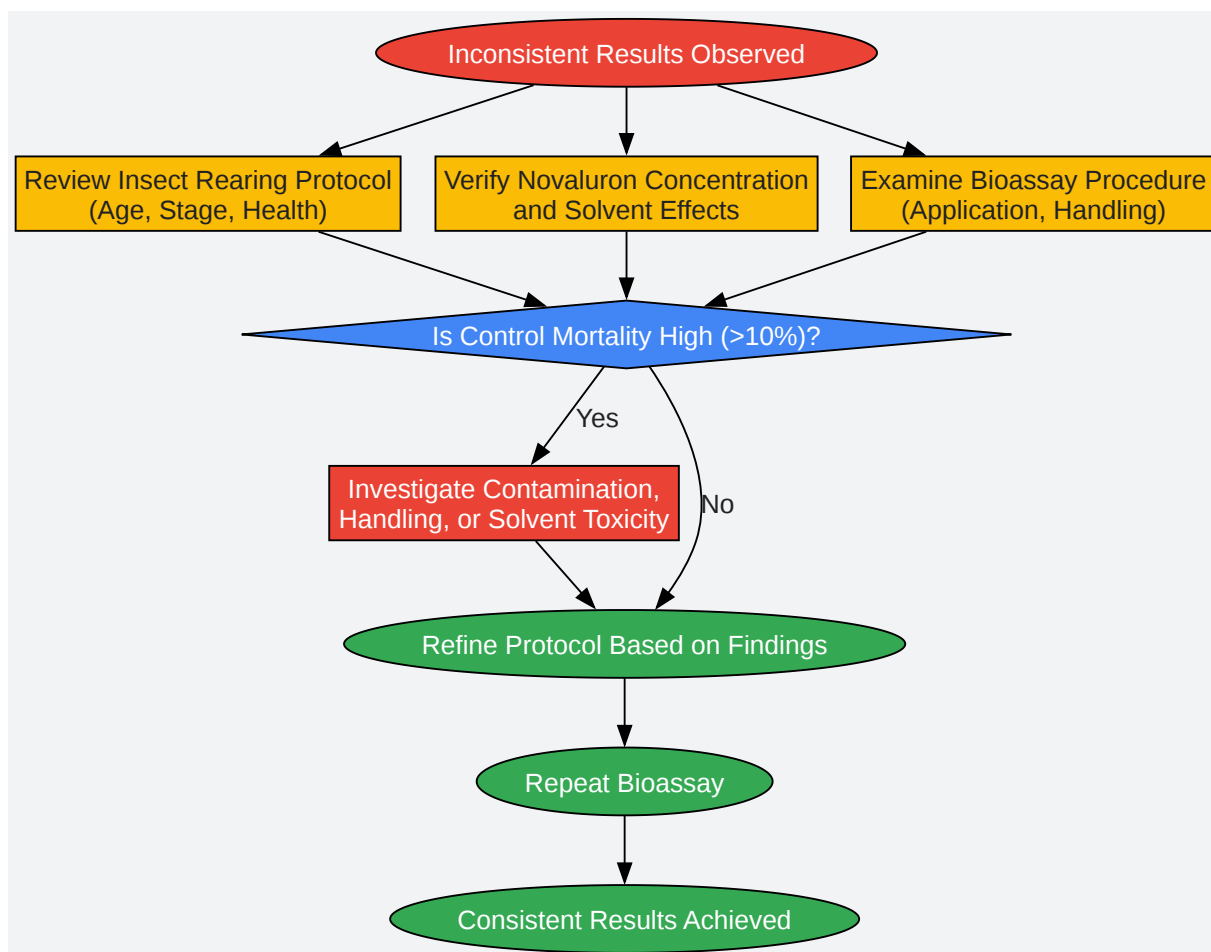 Inconsistent Results Observed
Review Insect Rearing Protocol
(Age, Stage, Health)
Verify Novaluron Concentration
and Solvent Effects
Examine Bioassay Procedure
(Application, Handling)
Is Control Mortality High (>10%)?
Yes
Investigate Contamination,
Handling, or Solvent Toxicity
No
Refine Protocol Based on Findings
Repeat Bioassay
Consistent Results Achieved